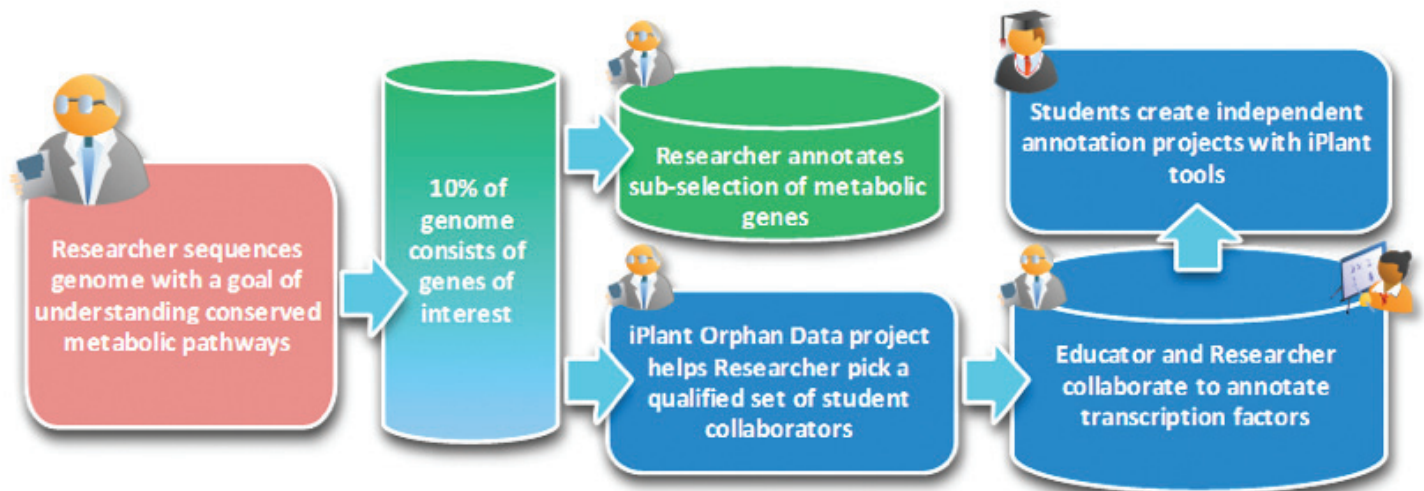 Researcher sequences
genome with a goal of
understanding conserved
metabolic pathways
10% of
genome
consists of
genes of
interest
Researcher annotates
sub-selection of metabolic
genes
iPlant Orphan Data project
helps Researcher pick a
qualified set of student
collaborators
Educator and Researcher
collaborate to annotate
transcription factors
Students create independent
annotation projects with iPlant
tools